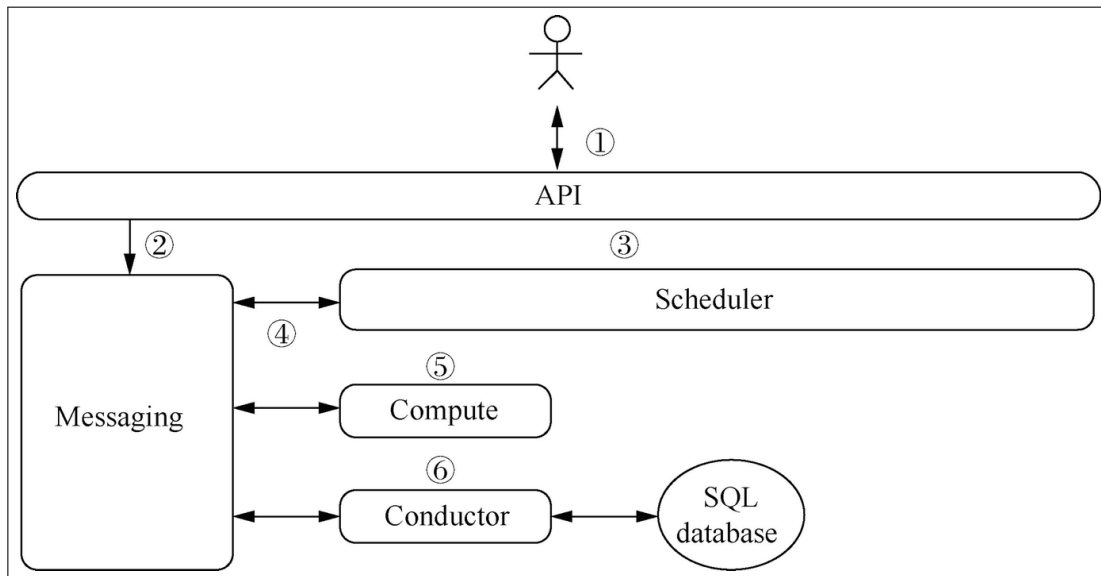 ①
API
②
③
Scheduler
④
⑤
Messaging
Compute
⑥
Conductor
SQL
database